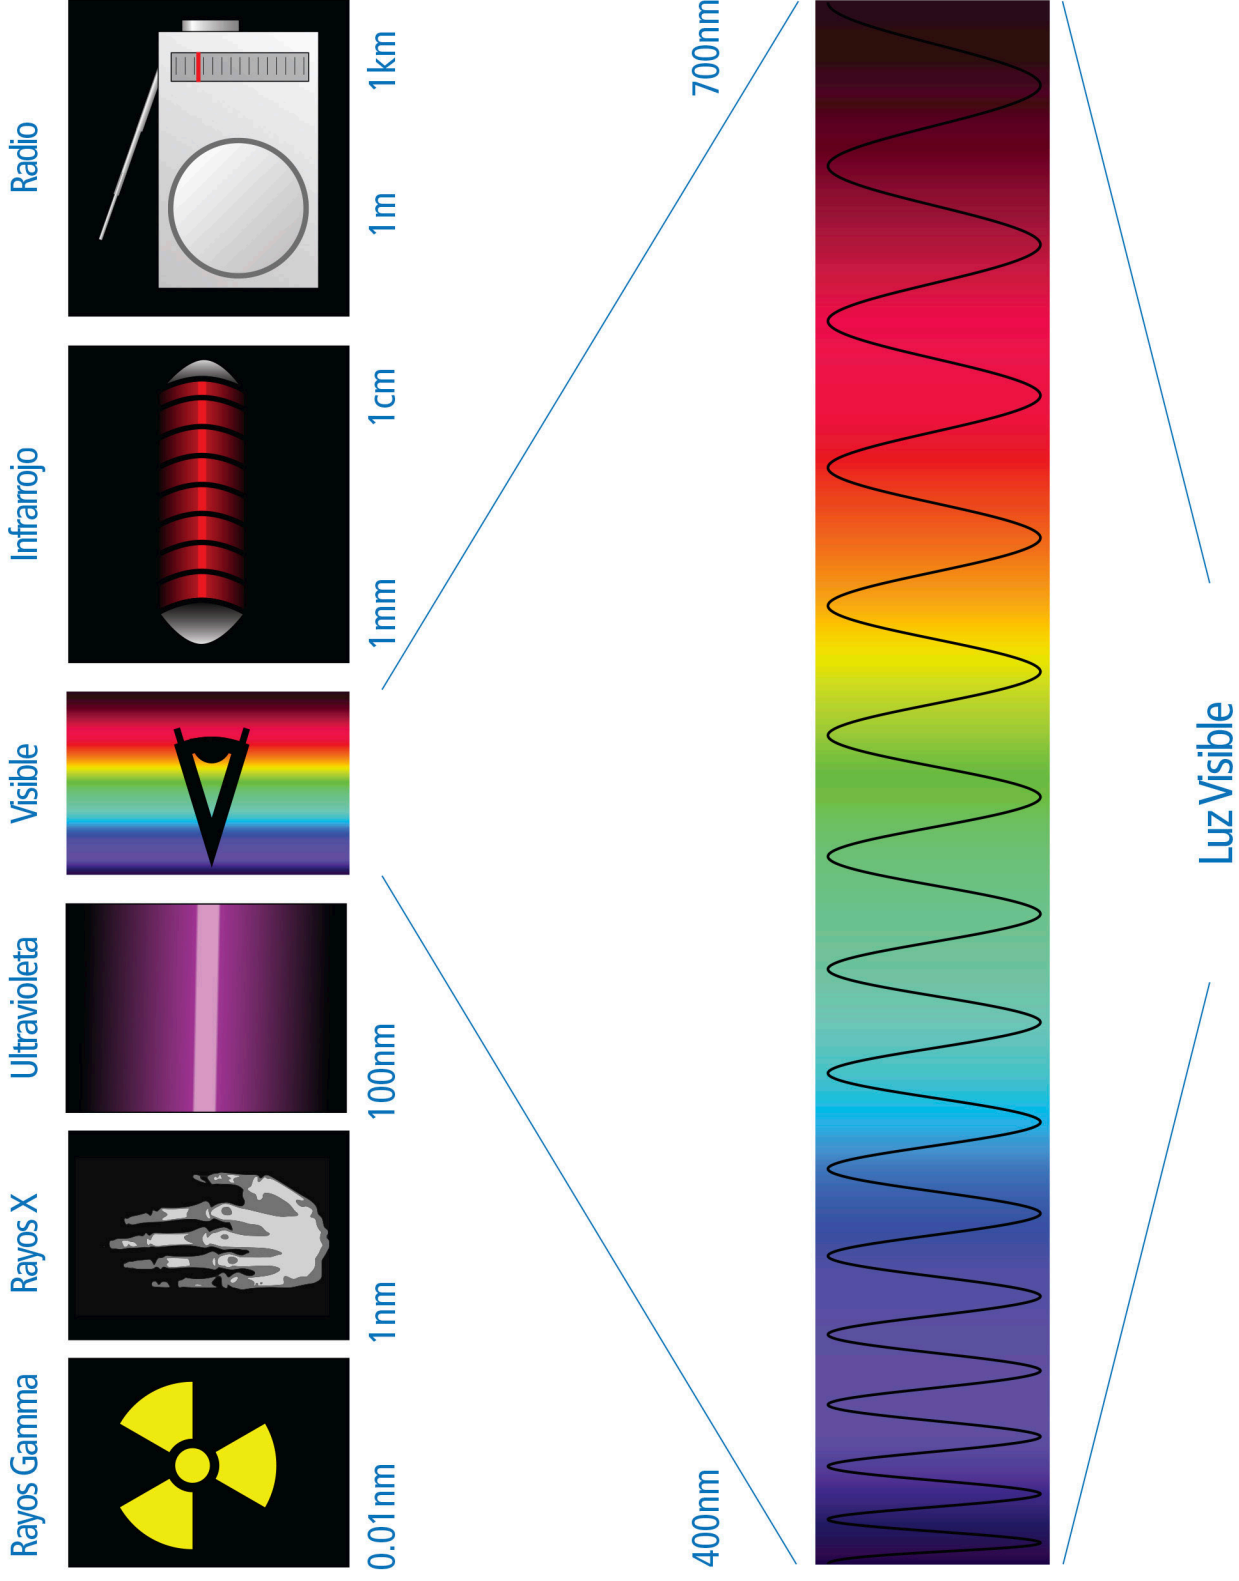 Rayos Gamma
Rayos X
Ultravioleta
Visible
Infrarrojo
Radio
0.01nm
1nm
100nm
1mm
1cm
1m
1km
400nm
700nm
Luz Visible